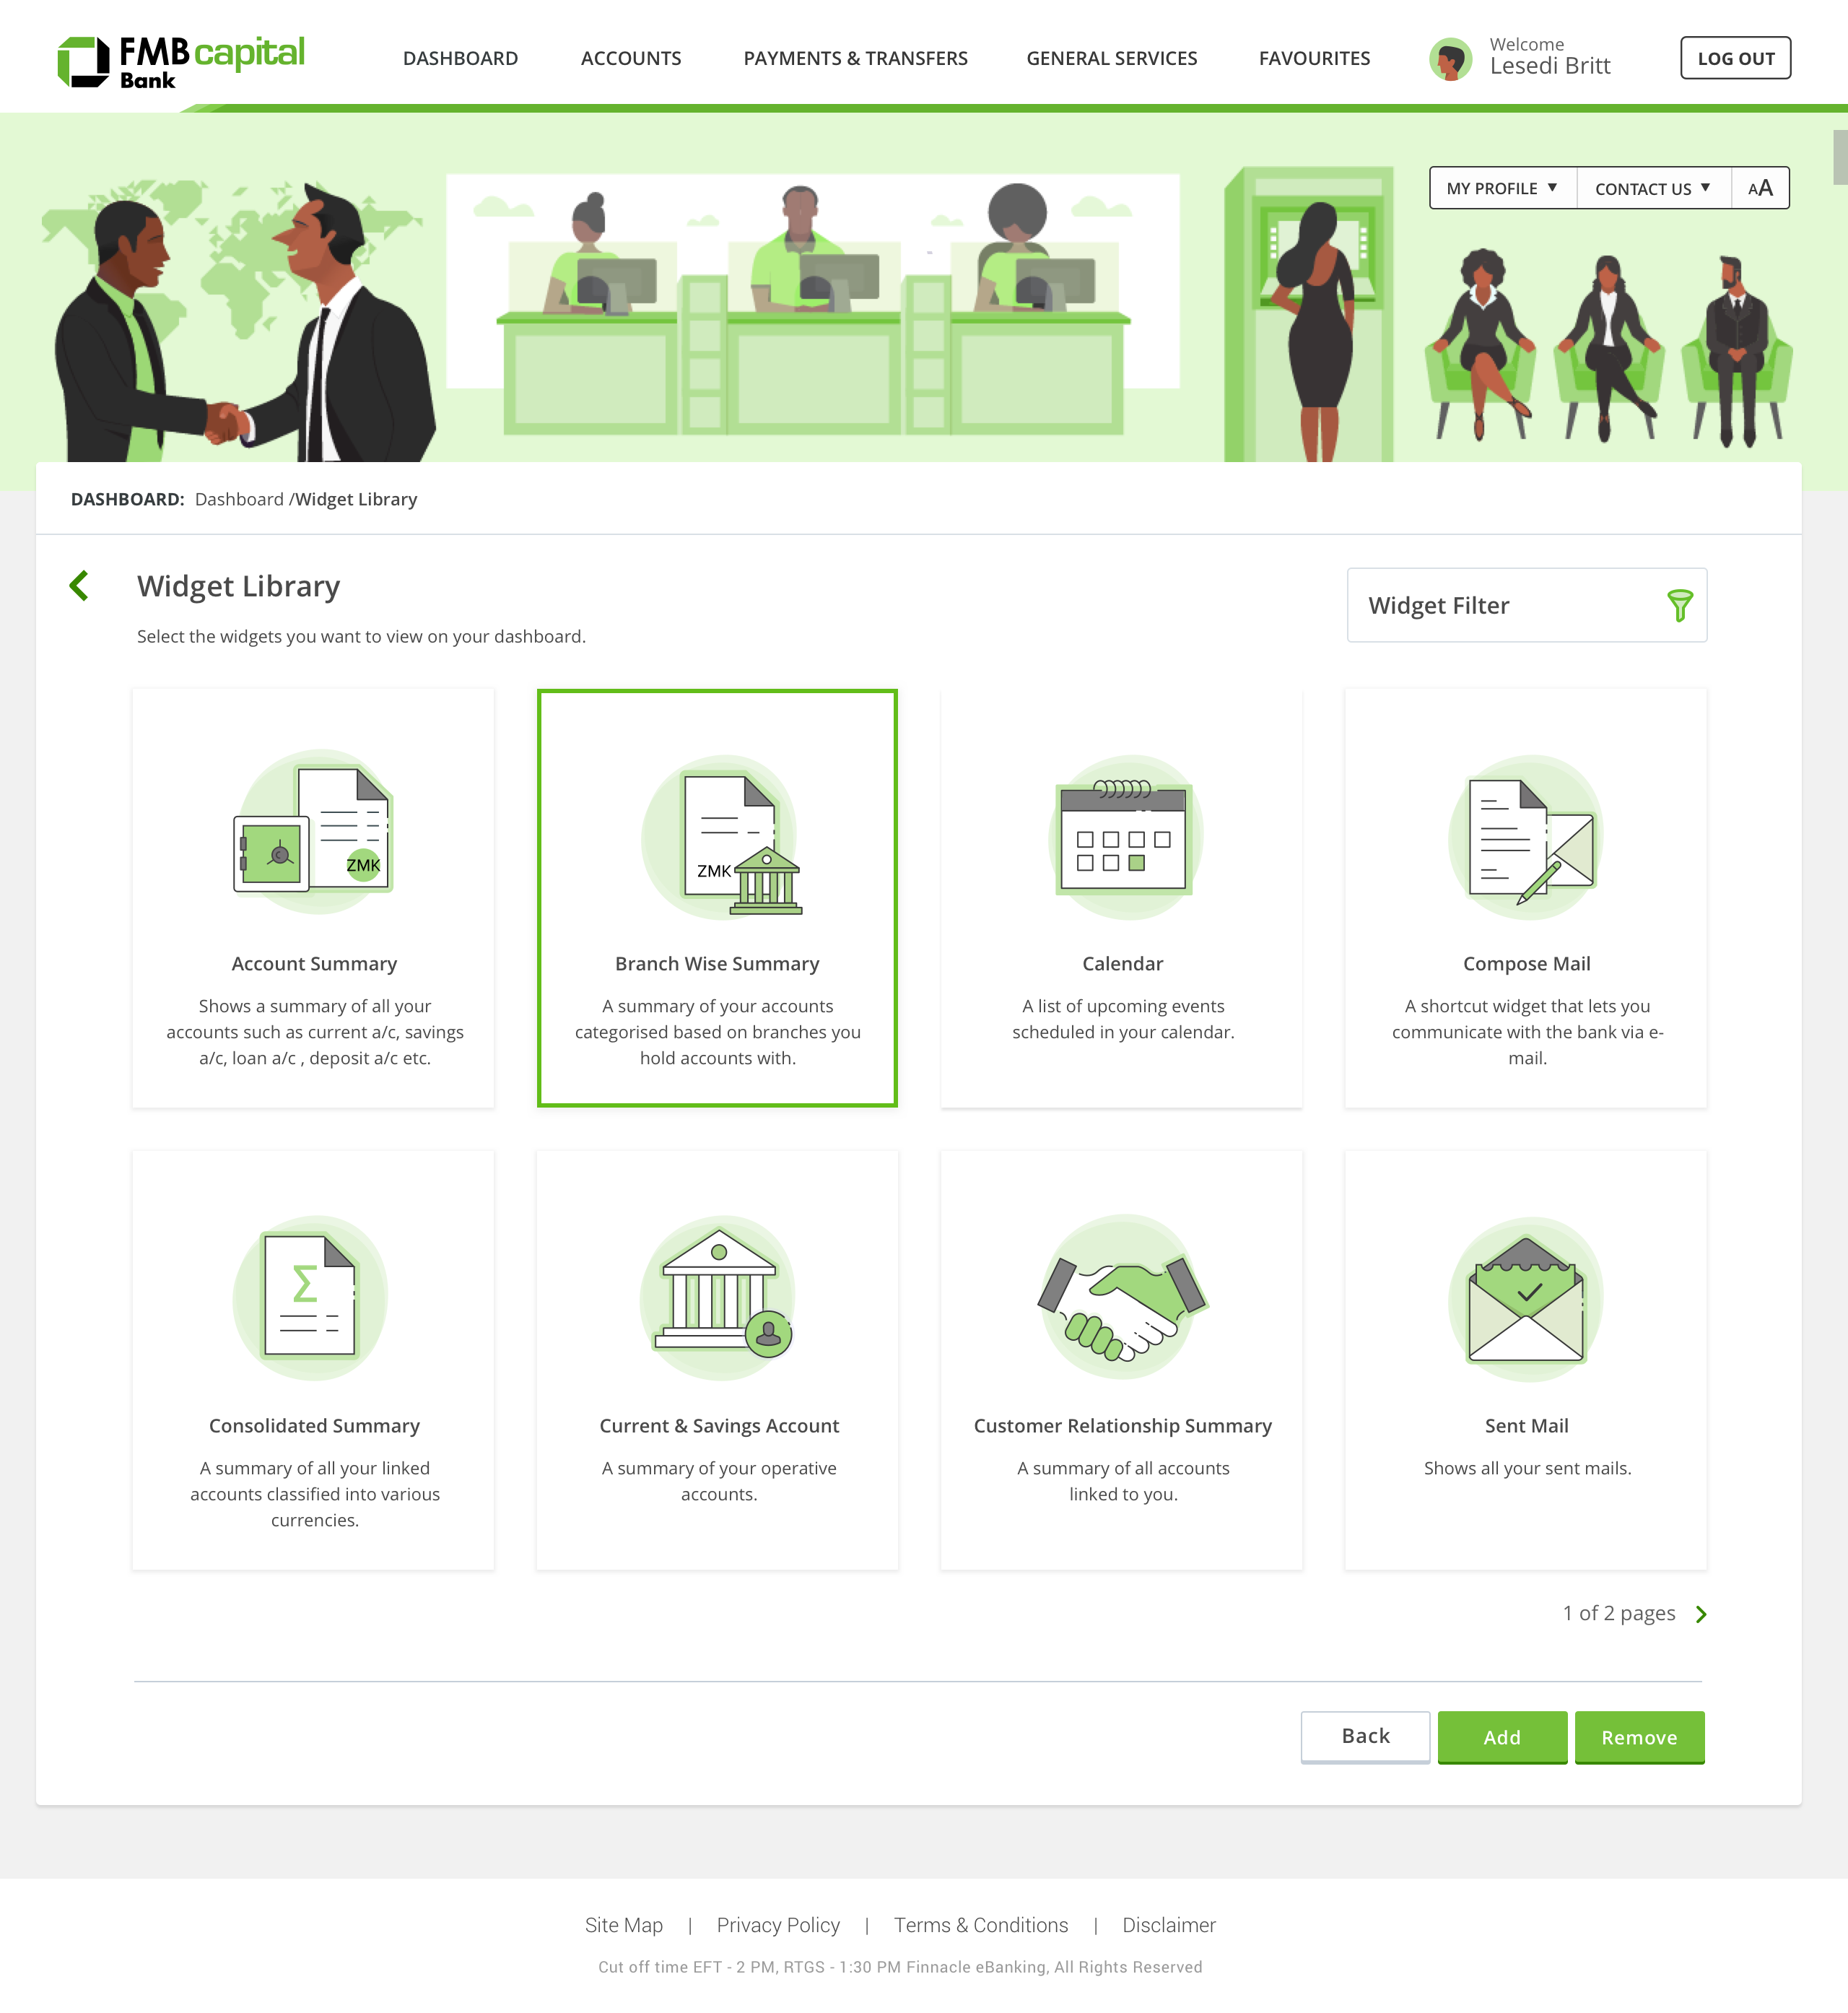 FMB capital
Bank
DASHBOARD ACCOUNTS PAYMENTS & TRANSFERS GENERAL SERVICES FAVOURITES
Welcome
Lesedi Britt
LOG OUT
MY PROFILE ▼ CONTACT US ▼ AA
DASHBOARD: Dashboard /Widget Library
Widget Library
Select the widgets you want to view on your dashboard.
Widget Filter
ZMK
Account Summary
Shows a summary of all your
accounts such as current a/c, savings
a/c, loan a/c , deposit a/c etc.
ZMK
Branch Wise Summary
A summary of your accounts
categorised based on branches you
hold accounts with.
Calendar
A list of upcoming events
scheduled in your calendar.
Compose Mail
A shortcut widget that lets you
communicate with the bank via e-
mail.
Σ
Consolidated Summary
A summary of all your linked
accounts classified into various
currencies.
Current & Savings Account
A summary of your operative
accounts.
Customer Relationship Summary
A summary of all accounts
linked to you.
Sent Mail
Shows all your sent mails.
1 of 2 pages
Back Add Remove
Site Map | Privacy Policy | Terms & Conditions | Disclaimer
Cut off time EFT - 2 PM, RTGS - 1:30 PM Finnacle eBanking, All Rights Reserved